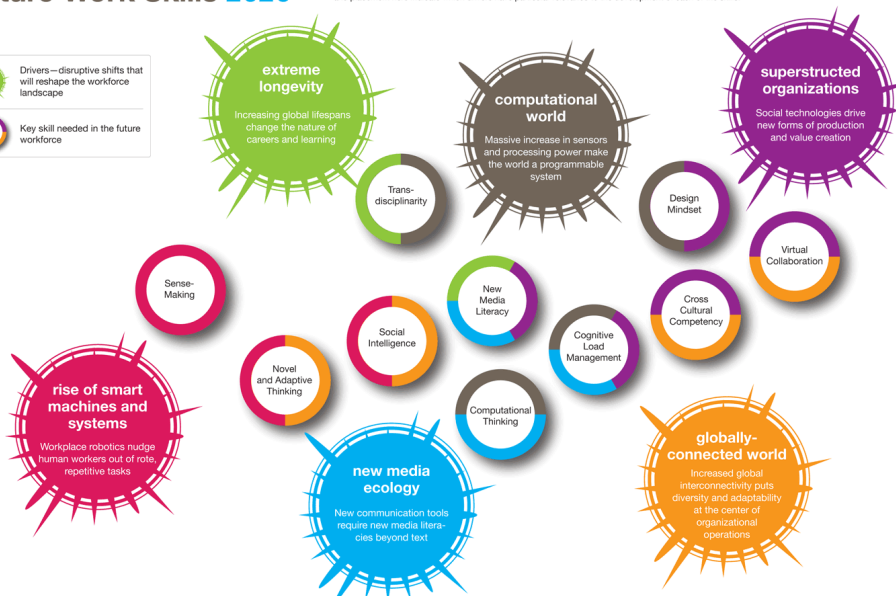 Work Skills 2020
Drivers—disruptive shifts that
will reshape the workforce
landscape
Key skill needed in the future
workforce
extreme
longevity
Increasing global lifespans
change the nature of
careers and learning
computational
world
Massive increase in sensors
and processing power make
the world a programmable
system
superstructed
organizations
Social technologies drive
new forms of production
and value creation
Trans-
disciplinarity
Design
Mindset
Virtual
Collaboration
Sense-
Making
New
Media
Literacy
Cross
Cultural
Competency
Social
Intelligence
Cognitive
Load
Management
Novel
and Adaptive
Thinking
Computational
Thinking
rise of smart
machines and
systems
Workplace robotics nudge
human workers out of rote,
repetitive tasks
new media
ecology
New communication tools
require new media litera-
cies beyond text
globally-
connected world
Increased global
interconnectivity puts
diversity and adaptability
at the center of
organizational
operations